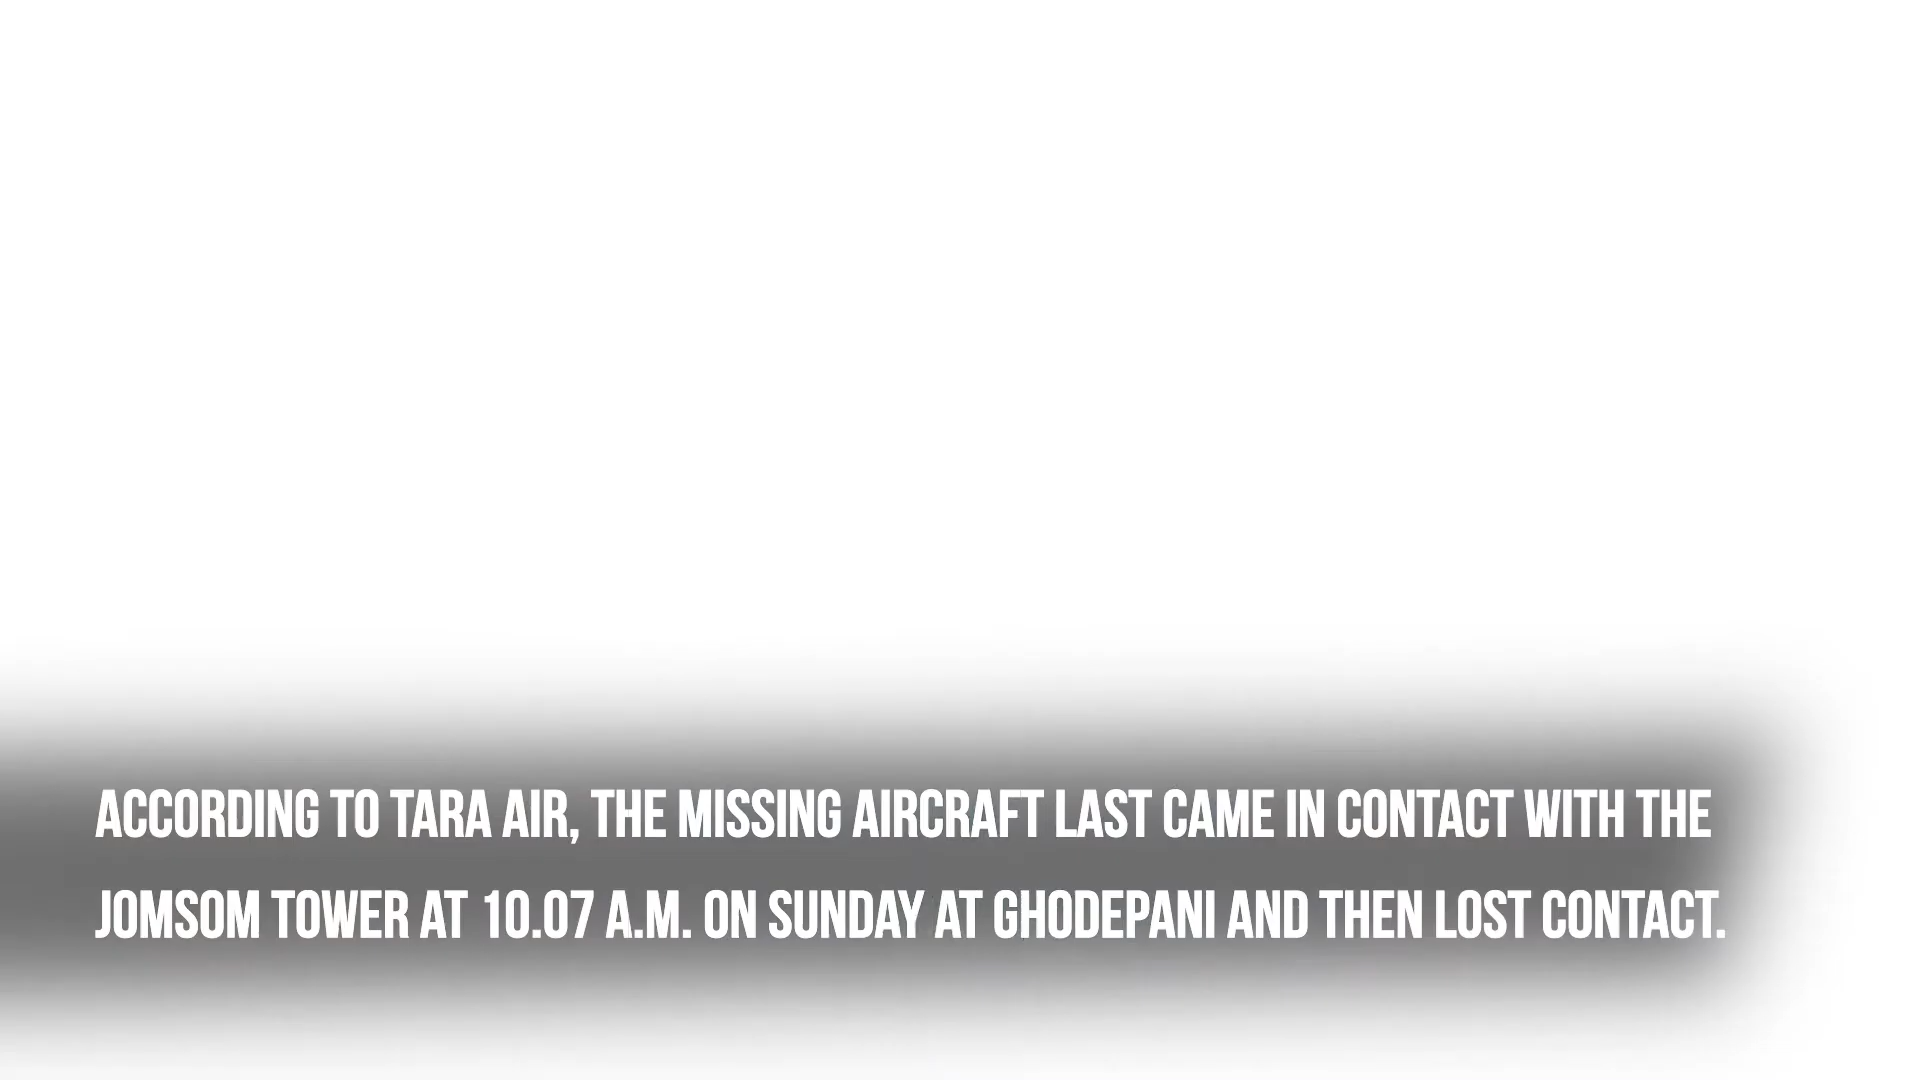 ACCORDING TO TARA AIR, THE MISSING AIRCRAFT LAST CAME IN CONTACT WITH THE
JOMSOM TOWER AT 10.07 A.M. ON SUNDAY AT GHODEPANI AND THEN LOST CONTACT.